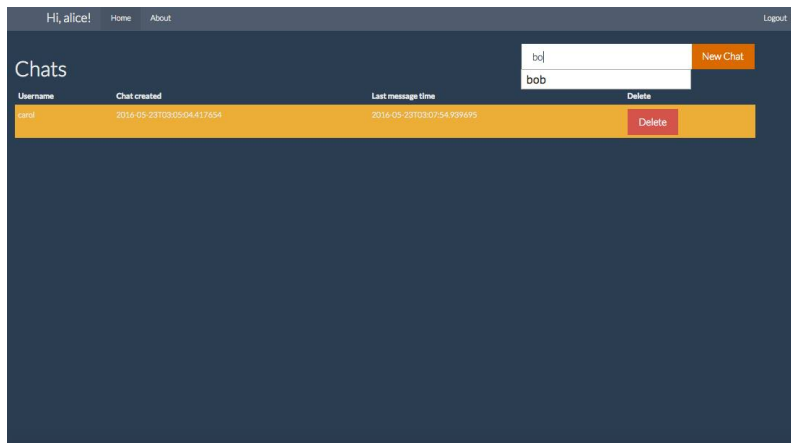 Hi, alice! Home About Logout
bo New Chat
bob
Chats
Username Chat created Last message time Delete
carol 2016-05-23T03:05:04.417654 2016-05-23T03:07:54.939695 Delete